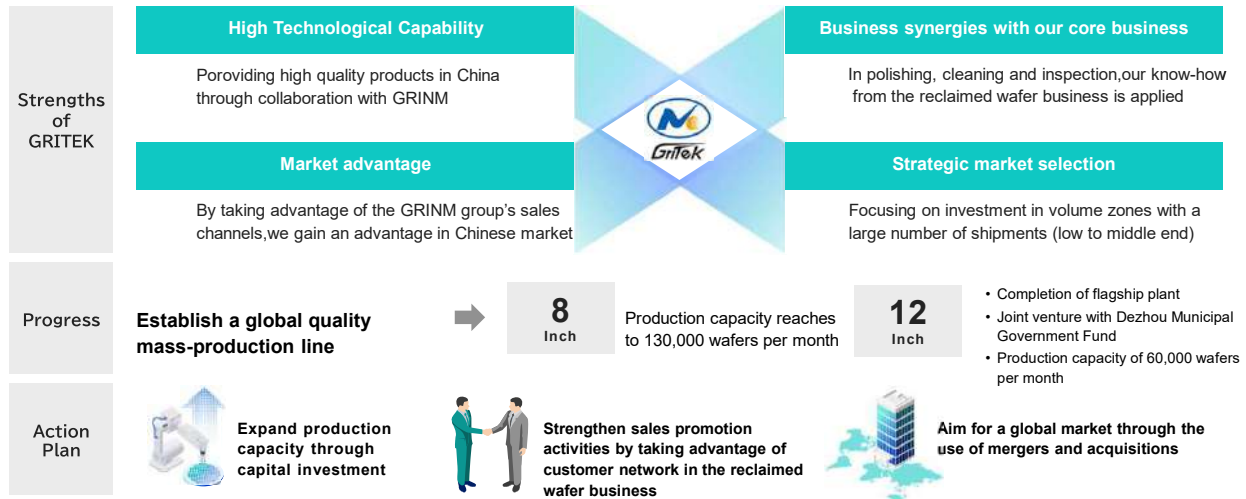 Strengths
of
GRITEK
High Technological Capability
Poroviding high quality products in China
through collaboration with GRINM
Business synergies with our core business
In polishing, cleaning and inspection,our know-how
from the reclaimed wafer business is applied
GriTek
Market advantage
By taking advantage of the GRINM group's sales
channels,we gain an advantage in Chinese market
Strategic market selection
Focusing on investment in volume zones with a
large number of shipments (low to middle end)
Progress
Establish a global quality
mass-production line
8
Inch
Production capacity reaches
to 130,000 wafers per month
12
Inch
• Completion of flagship plant
• Joint venture with Dezhou Municipal
Government Fund
• Production capacity of 60,000 wafers
per month
Action
Plan
Expand production
capacity through
capital investment
Strengthen sales promotion
activities by taking advantage of
customer network in the reclaimed
wafer business
Aim for a global market through the
use of mergers and acquisitions